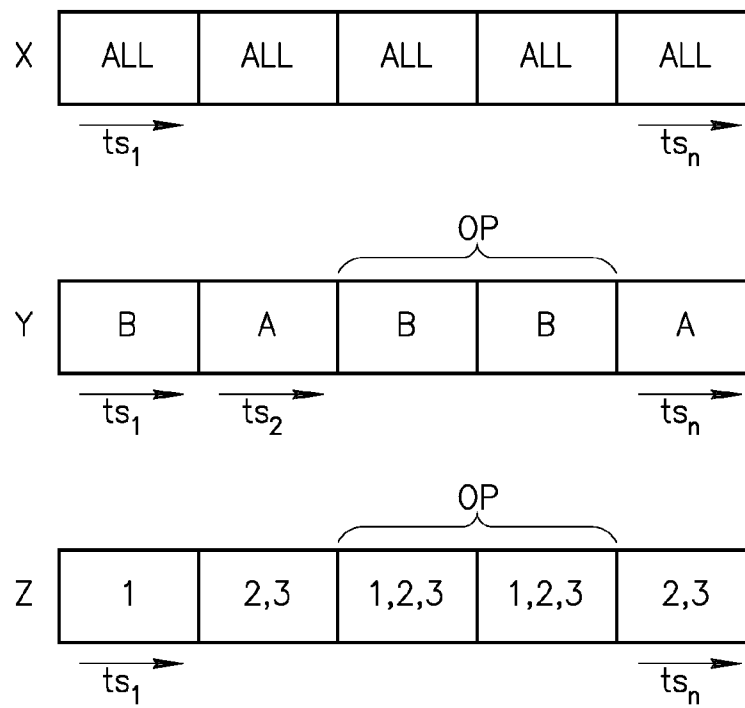 X ALL ALL ALL ALL ALL
ts1 tsn
OP
Y B A B B A
ts1 ts2 tsn
OP
Z 1 2,3 1,2,3 1,2,3 2,3
ts1 tsn